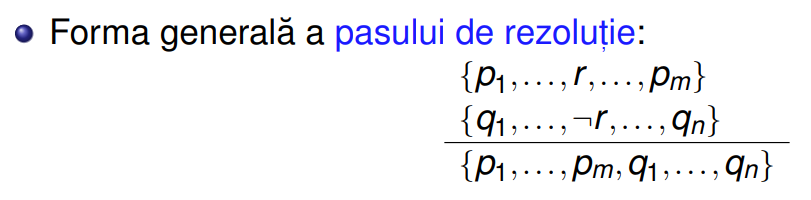 Forma generală a pasului de rezoluție:
{p₁,…,r,…,pₘ}
{q₁,…,¬r,…,qₙ}
{p₁,…,pₘ,q₁,…,qₙ}